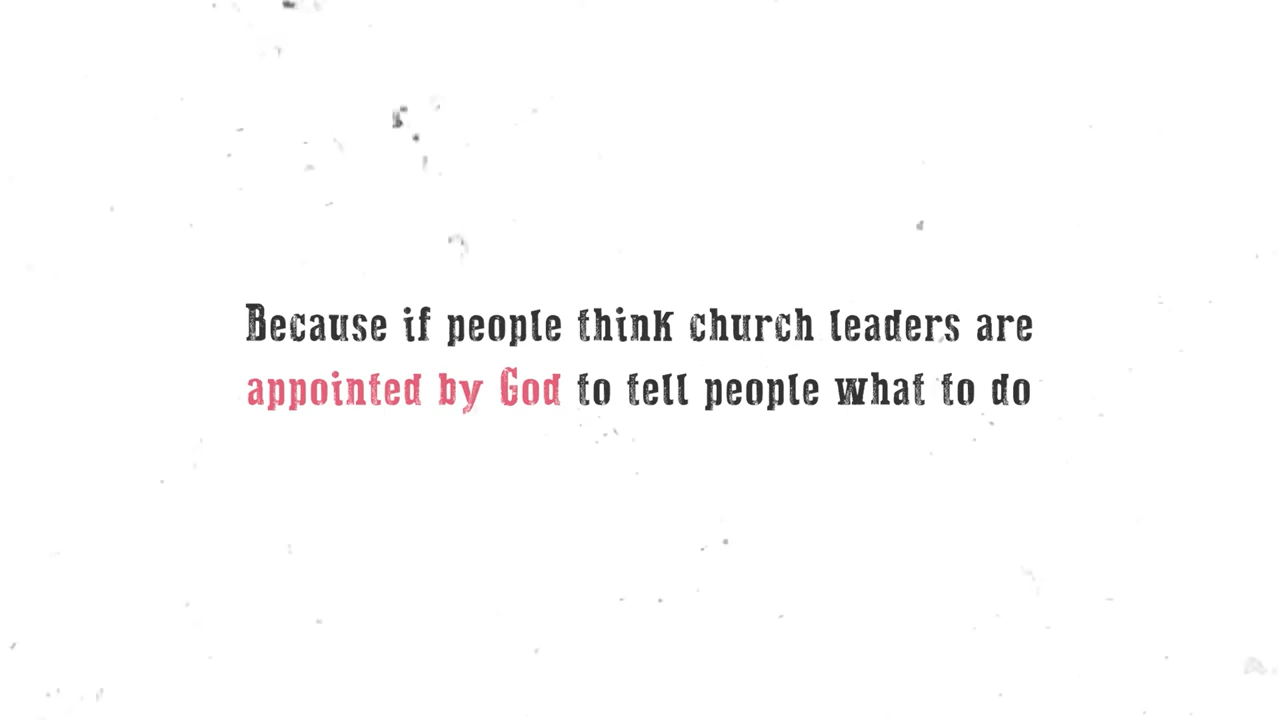 Because if people think church leaders are
appointed by God to tell people what to do